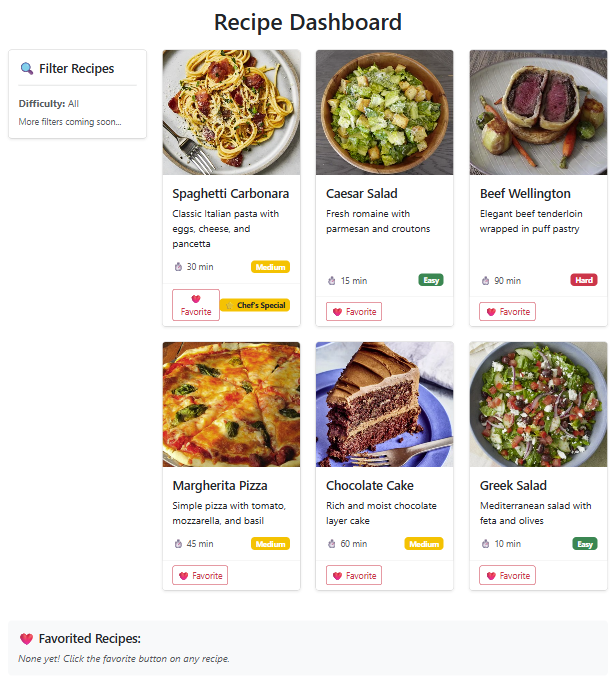 Recipe Dashboard
Filter Recipes
Difficulty: All
More filters coming soon...
Spaghetti Carbonara
Classic Italian pasta with
eggs, cheese, and
pancetta
30 min
Medium
Favorite
Chef's Special
Caesar Salad
Fresh romaine with
parmesan and croutons
15 min
Easy
Favorite
Beef Wellington
Elegant beef tenderloin
wrapped in puff pastry
90 min
Hard
Favorite
Margherita Pizza
Simple pizza with tomato,
mozzarella, and basil
45 min
Medium
Favorite
Chocolate Cake
Rich and moist chocolate
layer cake
60 min
Medium
Favorite
Greek Salad
Mediterranean salad with
feta and olives
10 min
Easy
Favorite
Favorited Recipes:
None yet! Click the favorite button on any recipe.